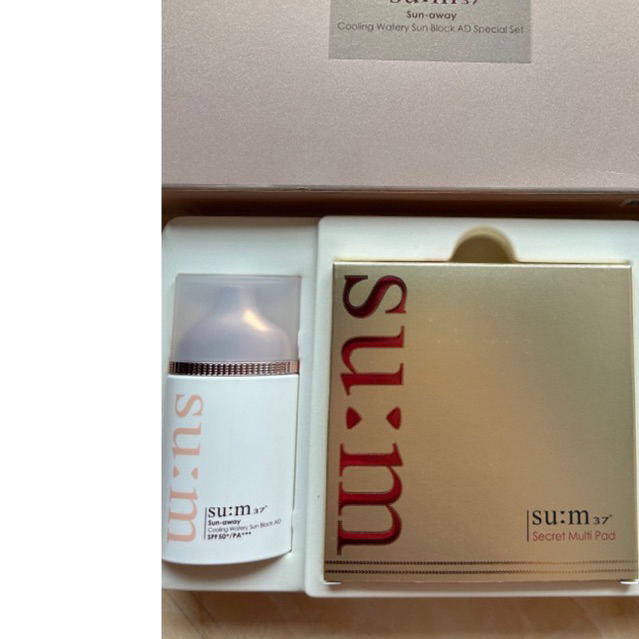 su:m37°
Sun-away
Cooling Watery Sun Block AD Special Set
su:m
su:m37°
Sun-away
Cooling Watery Sun Block AD
SPF50+/PA+++
su:m
su:m37°
Secret Multi Pad